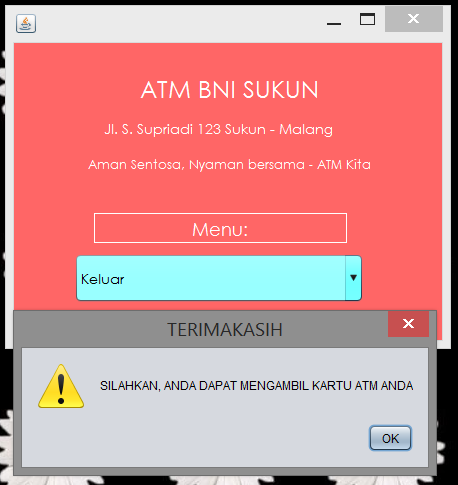 ATM BNI SUKUN
Jl. S. Supriadi 123 Sukun - Malang
Aman Sentosa, Nyaman bersama - ATM Kita
Menu:
Keluar
TERIMAKASIH
SILAHKAN, ANDA DAPAT MENGAMBIL KARTU ATM ANDA
OK